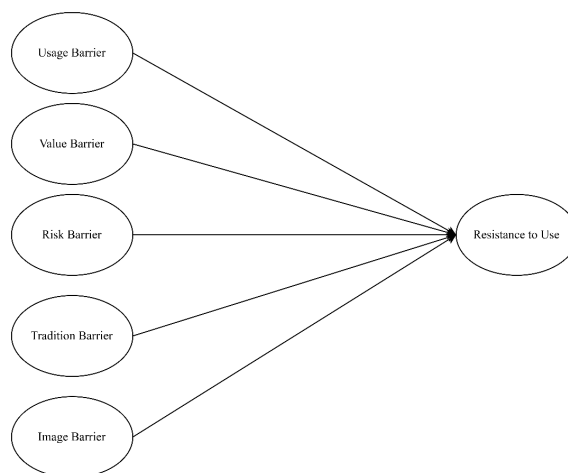 Usage Barrier
Value Barrier
Risk Barrier
Resistance to Use
Tradition Barrier
Image Barrier